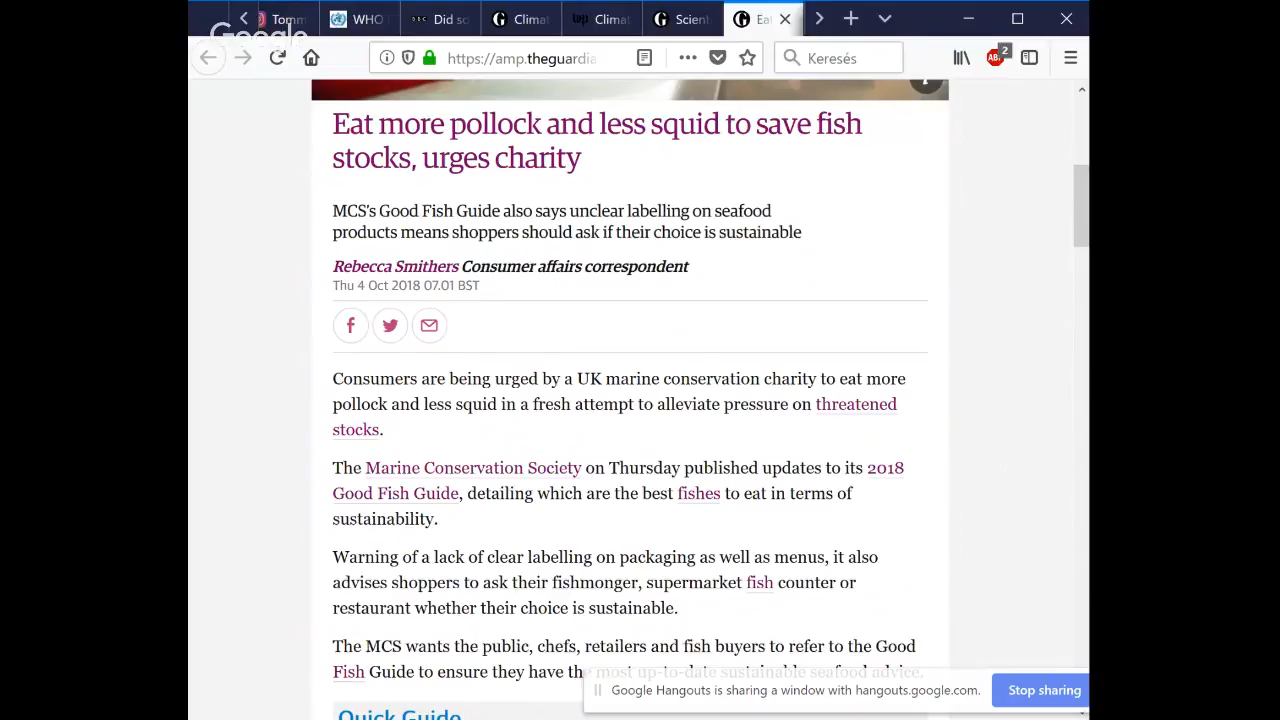 Tomm
WHO
BBC Did so
Climat
top Climat
Scient
Ea
Google
https://amp.theguardia
Keresés
ABP
2
Eat more pollock and less squid to save fish
stocks, urges charity
MCS's Good Fish Guide also says unclear labelling on seafood
products means shoppers should ask if their choice is sustainable
Rebecca Smithers Consumer affairs correspondent
Thu 4 Oct 2018 07.01 BST
Consumers are being urged by a UK marine conservation charity to eat more
pollock and less squid in a fresh attempt to alleviate pressure on threatened
stocks.
The Marine Conservation Society on Thursday published updates to its 2018
Good Fish Guide, detailing which are the best fishes to eat in terms of
sustainability.
Warning of a lack of clear labelling on packaging as well as menus, it also
advises shoppers to ask their fishmonger, supermarket fish counter or
restaurant whether their choice is sustainable.
The MCS wants the public, chefs, retailers and fish buyers to refer to the Good
Fish Guide to ensure they have the most up-to-date sustainable seafood advice.
Google Hangouts is sharing a window with hangouts.google.com.
Stop sharing
Quick Guide